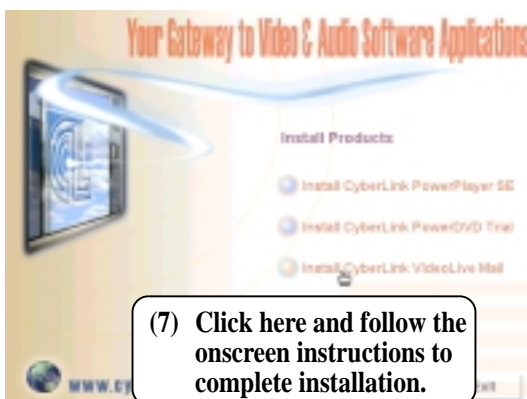 Your Gateway to Video & Audio Software Applications
Install Products
Install CyberLink PowerPlayer SE
Install CyberLink PowerDVD Trial
Install CyberLink VideoLive Mail
(7) Click here and follow the
onscreen instructions to
complete installation.
www.cy
Exit